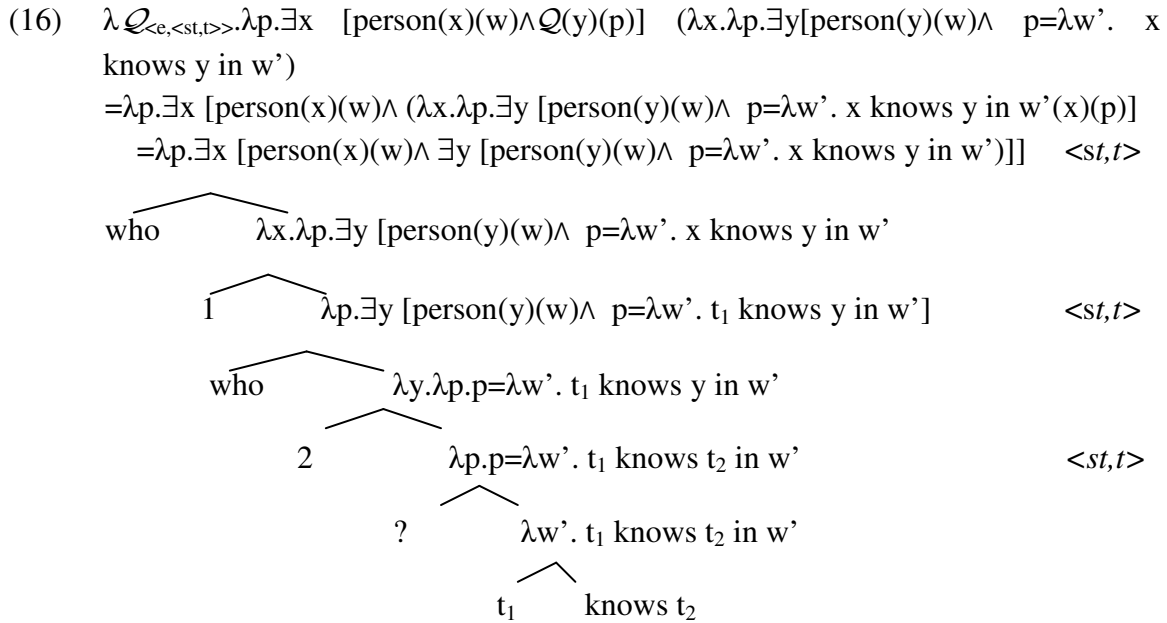 (16) λ𝒬<e,<st,t>>.λp.∃x [person(x)(w)∧𝒬(y)(p)] (λx.λp.∃y[person(y)(w)∧ p=λw’. x
knows y in w’)
=λp.∃x [person(x)(w)∧ (λx.λp.∃y [person(y)(w)∧ p=λw’. x knows y in w’(x)(p)]
=λp.∃x [person(x)(w)∧ ∃y [person(y)(w)∧ p=λw’. x knows y in w’)]] <st,t>
who λx.λp.∃y [person(y)(w)∧ p=λw’. x knows y in w’
1 λp.∃y [person(y)(w)∧ p=λw’. t₁ knows y in w’] <st,t>
who λy.λp.p=λw’. t₁ knows y in w’
2 λp.p=λw’. t₁ knows t₂ in w’ <st,t>
? λw’. t₁ knows t₂ in w’
t₁ knows t₂